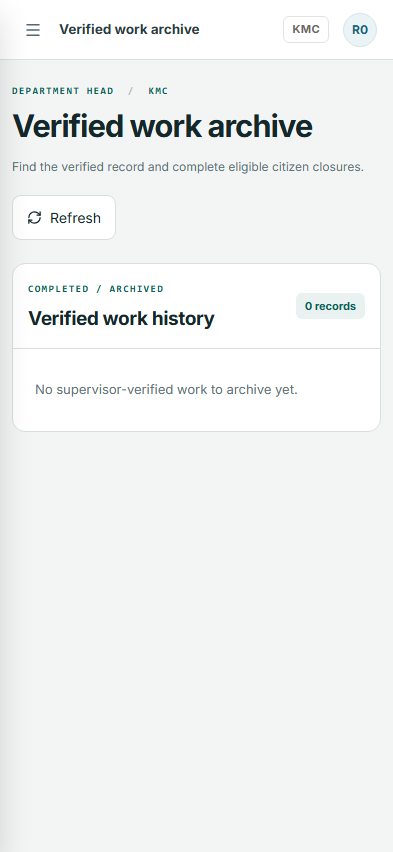 Verified work archive
KMC
R0
DEPARTMENT HEAD / KMC
Verified work archive
Find the verified record and complete eligible citizen closures.
Refresh
COMPLETED / ARCHIVED
Verified work history
0 records
No supervisor-verified work to archive yet.